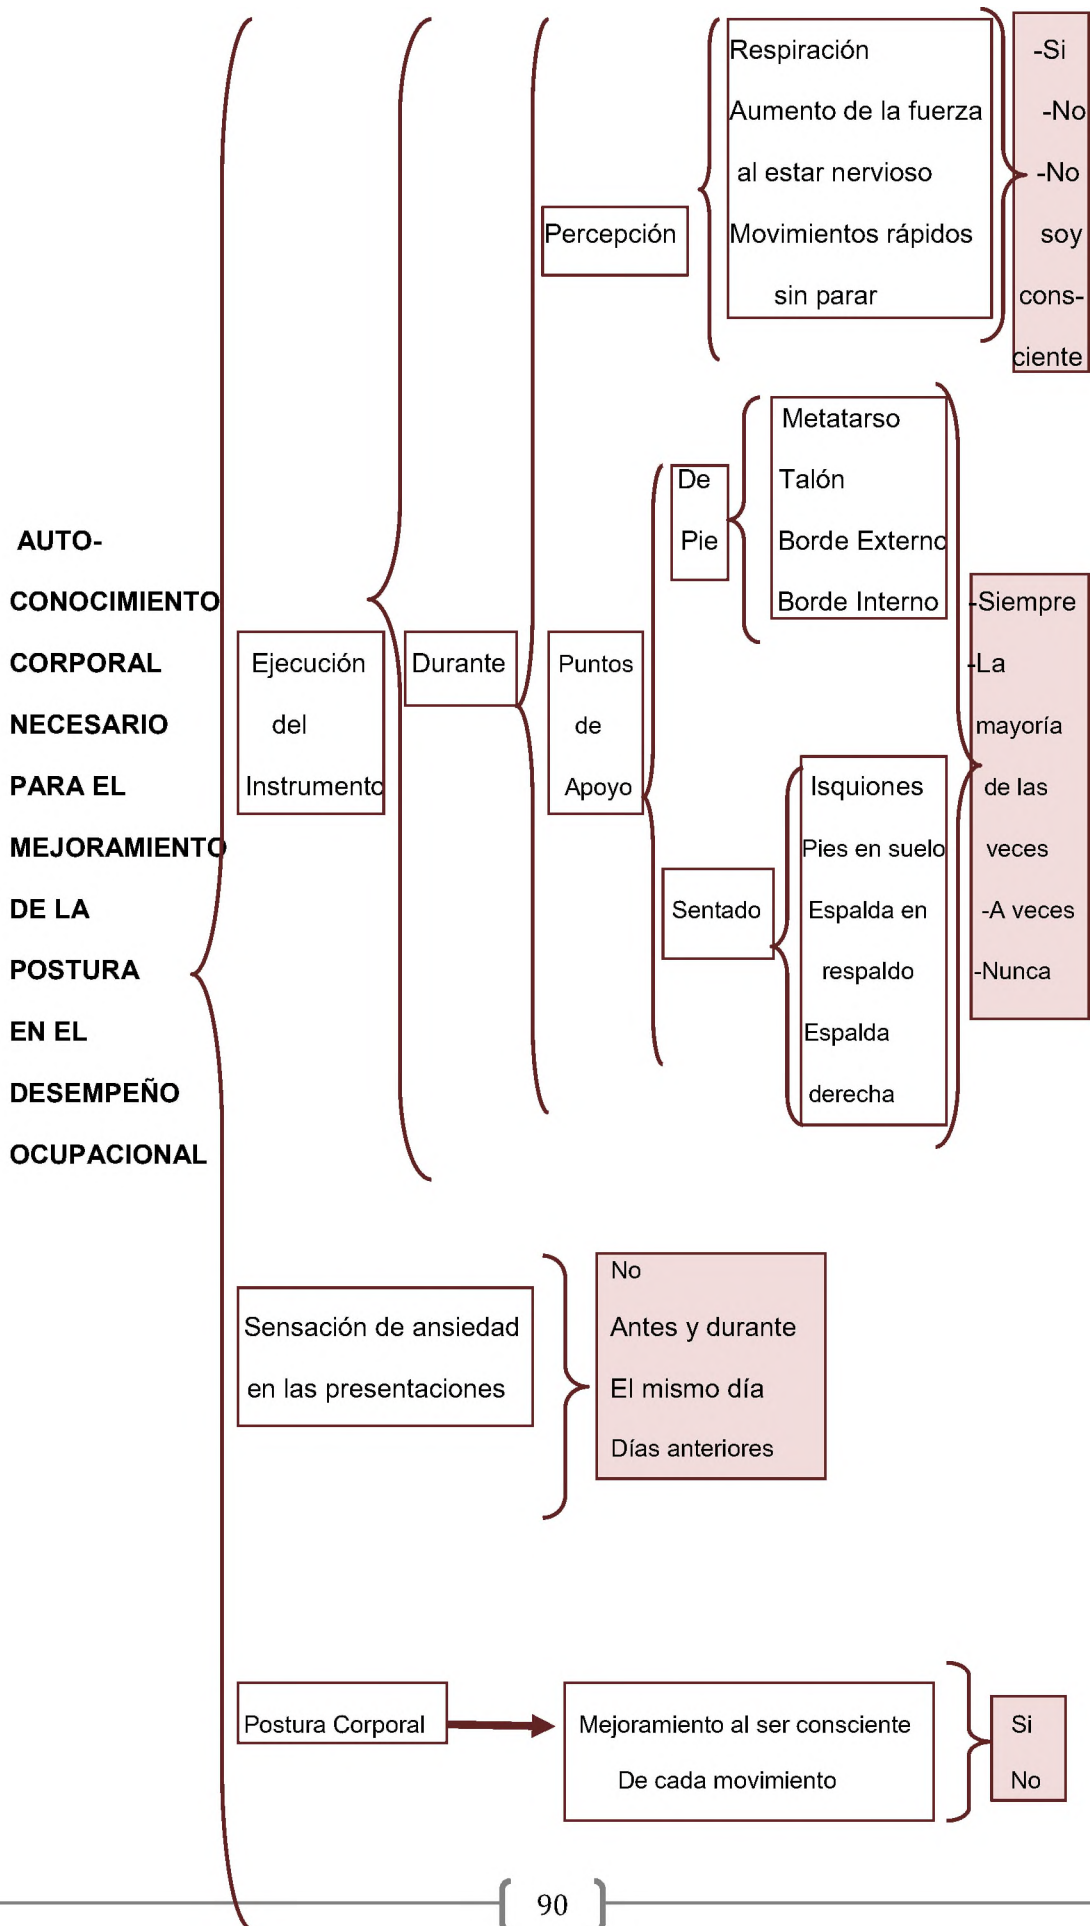 AUTO-
CONOCIMIENTO
CORPORAL
NECESARIO
PARA EL
MEJORAMIENTO
DE LA
POSTURA
EN EL
DESEMPEÑO
OCUPACIONAL
Ejecución
del
Instrumento
Durante
Percepción
Respiración
Aumento de la fuerza
al estar nervioso
Movimientos rápidos
sin parar
-Si
-No
-No
soy
cons-
ciente
Puntos
de
Apoyo
De
Pie
Metatarso
Talón
Borde Externo
Borde Interno
Sentado
Isquiones
Pies en suelo
Espalda en
respaldo
Espalda
derecha
-Siempre
-La
mayoría
de las
veces
-A veces
-Nunca
Sensación de ansiedad
en las presentaciones
No
Antes y durante
El mismo día
Días anteriores
Postura Corporal
Mejoramiento al ser consciente
De cada movimiento
Si
No
90